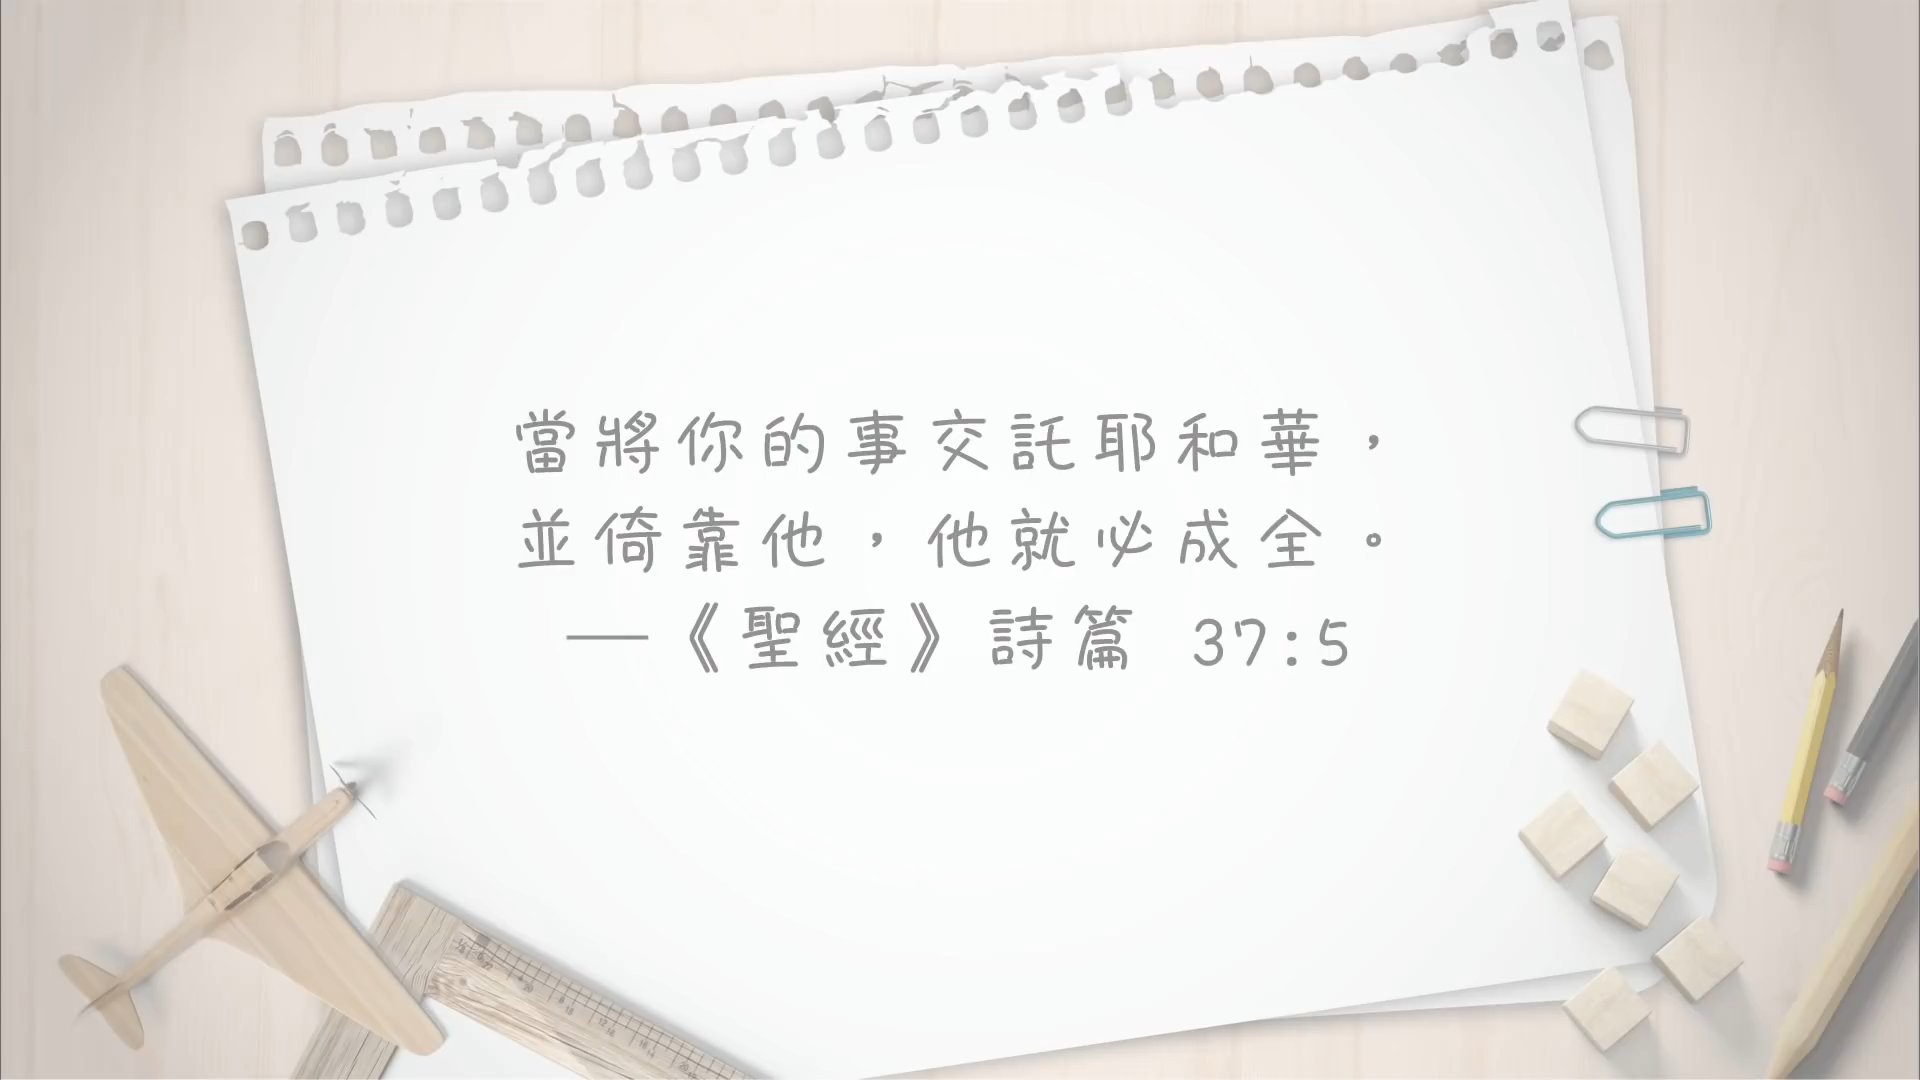 當將你的事交託耶和華，
並倚靠他，他就必成全。
—《聖經》詩篇 37:5